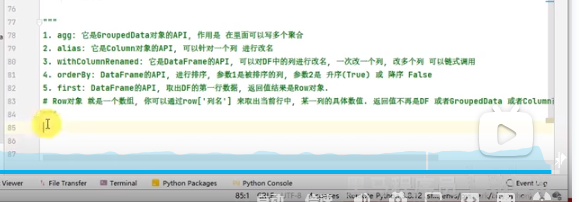 76
77 """
78 1. agg: 它是GroupedData对象的API, 作用是 在里面可以写多个聚合
79 2. alias: 它是Column对象的API, 可以针对一个列 进行改名
80 3. withColumnRenamed: 它是DataFrame的API, 可以对DF中的列进行改名, 一次改一个列, 改多个列 可以链式调用
81 4. orderBy: DataFrame的API, 进行排序, 参数1是被排序的列, 参数2是 升序(True) 或 降序 False
82 5. first: DataFrame的API, 取出DF的第一行数据, 返回值结果是Row对象.
83 # Row对象 就是一个数组, 你可以通过row['列名'] 来取出当前行中, 某一列的具体数值. 返回值不再是DF 或者GroupedData 或者Column
84 """
85
86
87
Viewer File Transfer Terminal Python Packages Python Console Event Log
85:1